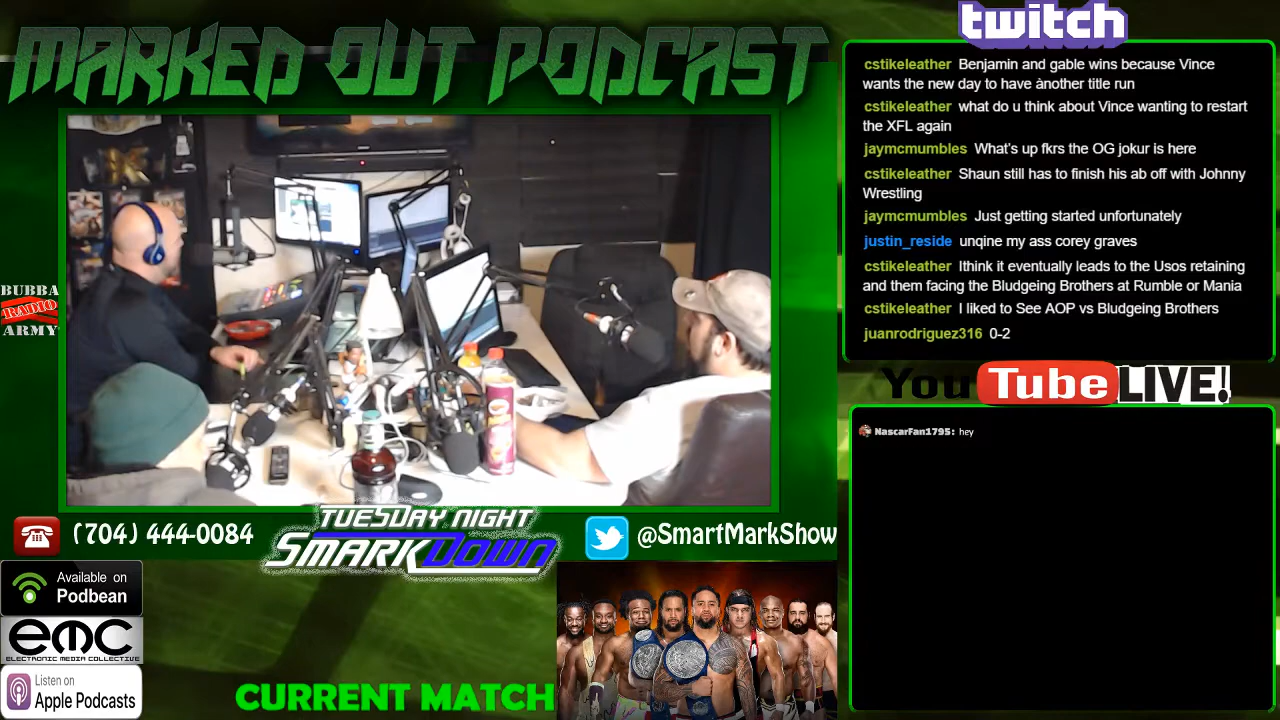 MARKED OUT PODCAST
twitch
cstikeleather Benjamin and gable wins because Vince
wants the new day to have another title run
cstikeleather what do u think about Vince wanting to restart
the XFL again
jaymcmumbles What's up fkrs the OG jokur is here
cstikeleather Shaun still has to finish his ab off with Johnny
Wrestling
jaymcmumbles Just getting started unfortunately
justin_reside unqine my ass corey graves
cstikeleather Ithink it eventually leads to the Usos retaining
and them facing the Bludgeing Brothers at Rumble or Mania
cstikeleather I liked to See AOP vs Bludgeing Brothers
juanrodriguez316 0-2
BUBBA
RADIO
ARMY
You Tube LIVE!
NascarFan1795: hey
(704) 444-0084
TUESDAY NIGHT
SMARKDOWN
@SmartMarkShow
Available on
Podbean
emc
ELECTRONIC MEDIA COLLECTIVE
Listen on
Apple Podcasts
CURRENT MATCH